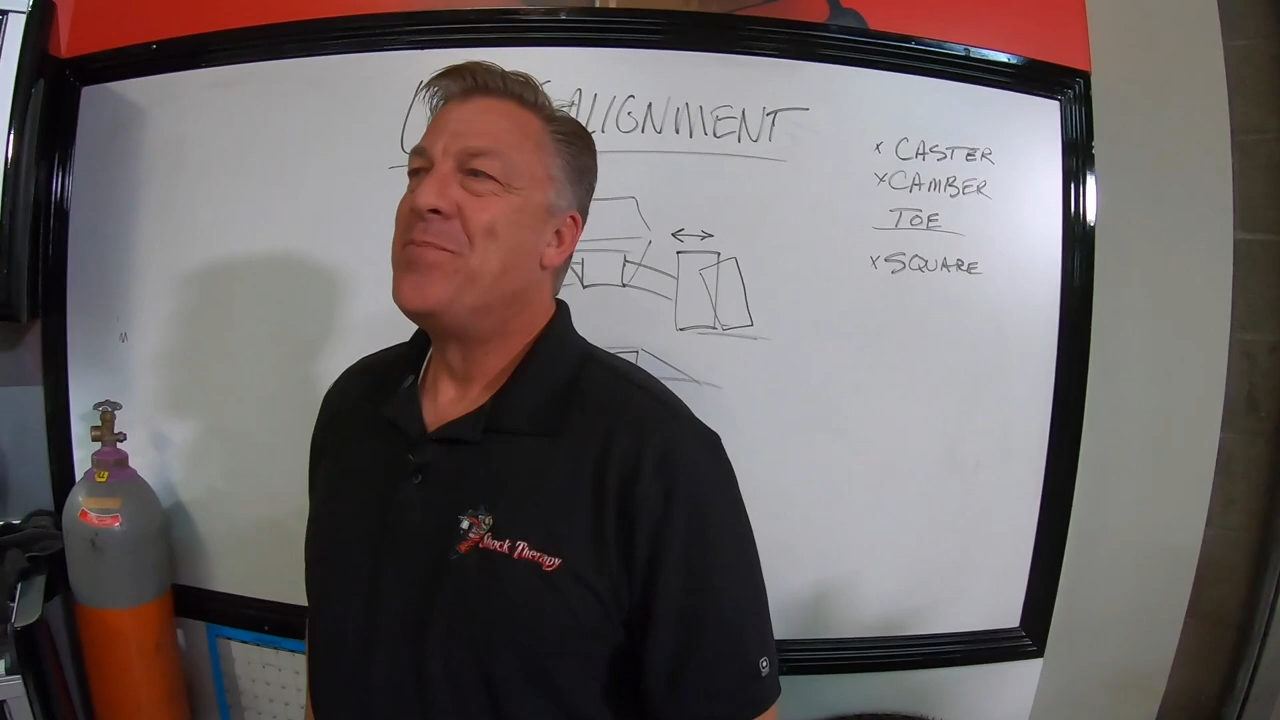 ALIGNMENT
CASTER
CAMBER
TOE
SQUARE
Shock Therapy